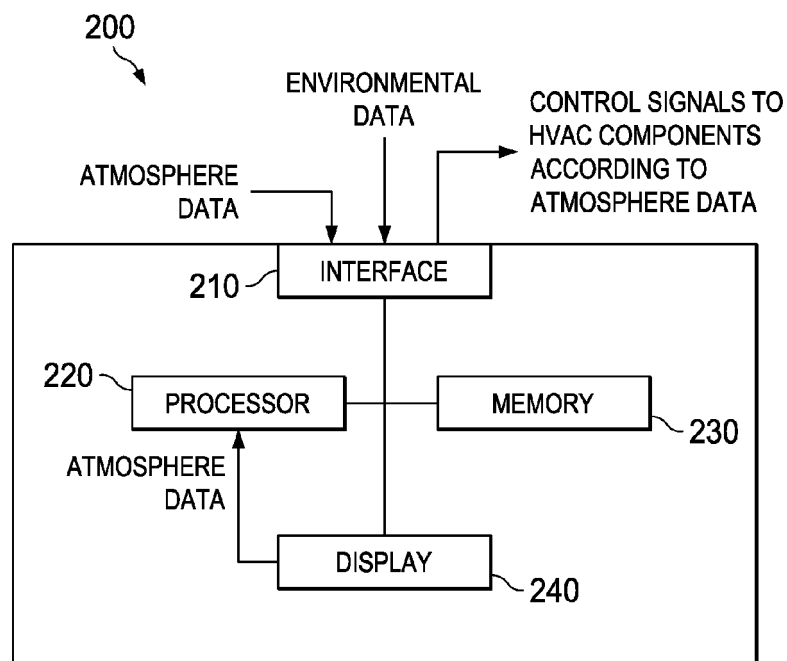 200
ENVIRONMENTAL
DATA
CONTROL SIGNALS TO
HVAC COMPONENTS
ACCORDING TO
ATMOSPHERE DATA
ATMOSPHERE
DATA
INTERFACE
210
220
PROCESSOR
MEMORY
230
ATMOSPHERE
DATA
DISPLAY
240